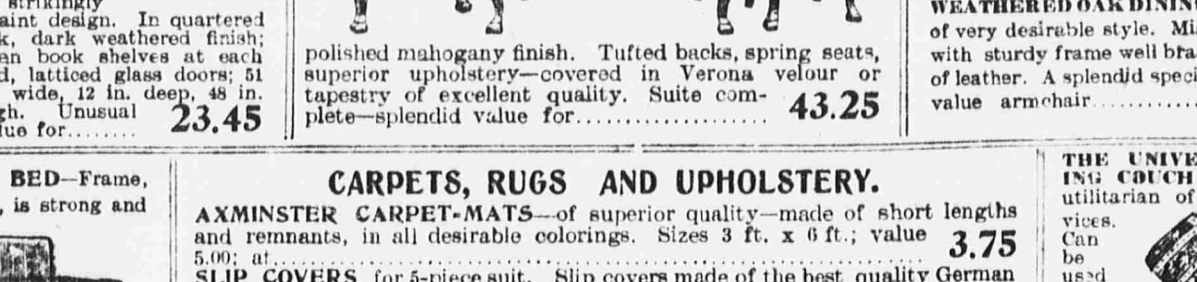 strikingly
aint design. In quartered
k, dark weathered finish;
en book shelves at each
d, latticed glass doors; 51
wide, 12 in. deep, 48 in.
gh. Unusual
lue for........ 23.45
polished mahogany finish. Tufted backs, spring seats,
superior upholstery—covered in Verona velour or
tapestry of excellent quality. Suite com-
plete—splendid value for.................. 43.25
WEATHERED OAK DININ
of very desirable style. Mi
with sturdy frame well bra
of leather. A splendid speci
value armchair............
BED—Frame,
, is strong and
CARPETS, RUGS AND UPHOLSTERY.
AXMINSTER CARPET-MATS—of superior quality—made of short lengths
and remnants, in all desirable colorings. Sizes 3 ft. x 6 ft.; value
5.00; at.......................................................... 3.75
SLIP COVERS for 5-piece suit. Slip covers made of the best quality German
THE UNIVE
ING COUCH
utilitarian of
vices.
Can
be
used